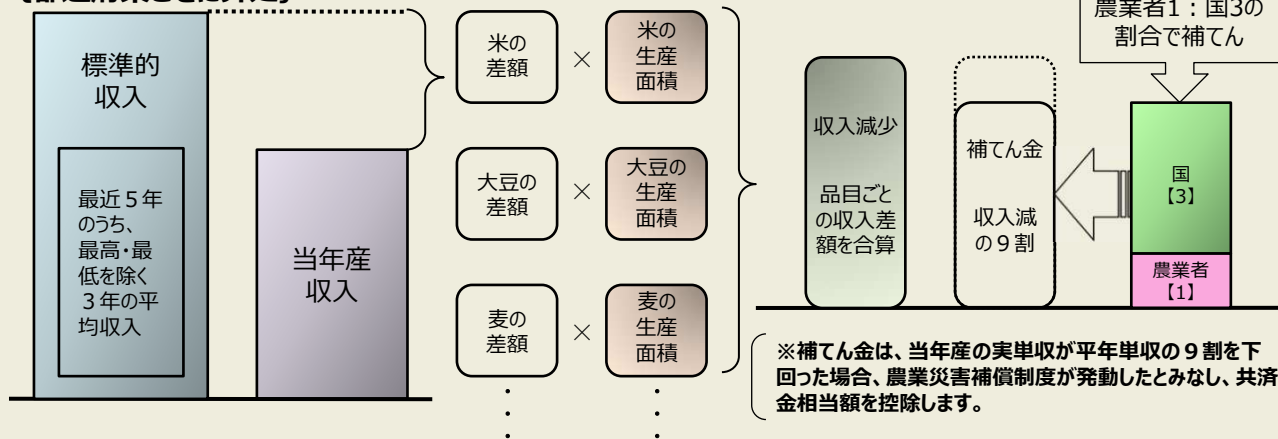 標準的
収入
最近５年
のうち、
最高・最
低を除く
３年の平
均収入
当年産
収入
米の
差額
×
米の
生産
面積
大豆の
差額
×
大豆の
生産
面積
麦の
差額
×
麦の
生産
面積
収入減少
品目ごと
の収入差
額を合算
補てん金
収入減
の９割
農業者1：国3の
割合で補てん
国
【3】
農業者
【1】
※補てん金は、当年産の実単収が平年単収の９割を下
回った場合、農業災害補償制度が発動したとみなし、共済
金相当額を控除します。